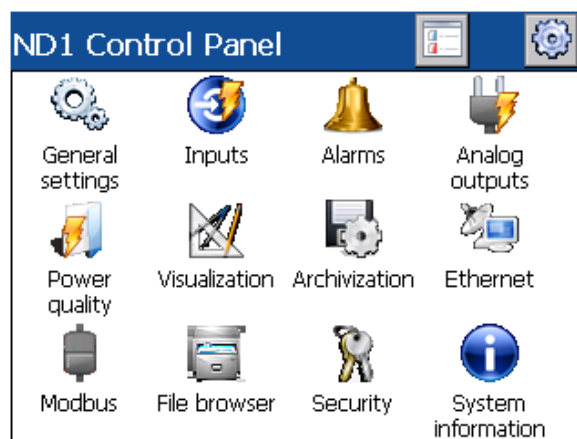 ND1 Control Panel
General
settings
Inputs
Alarms
Analog
outputs
Power
quality
Visualization
Archivization
Ethernet
Modbus
File browser
Security
System
information